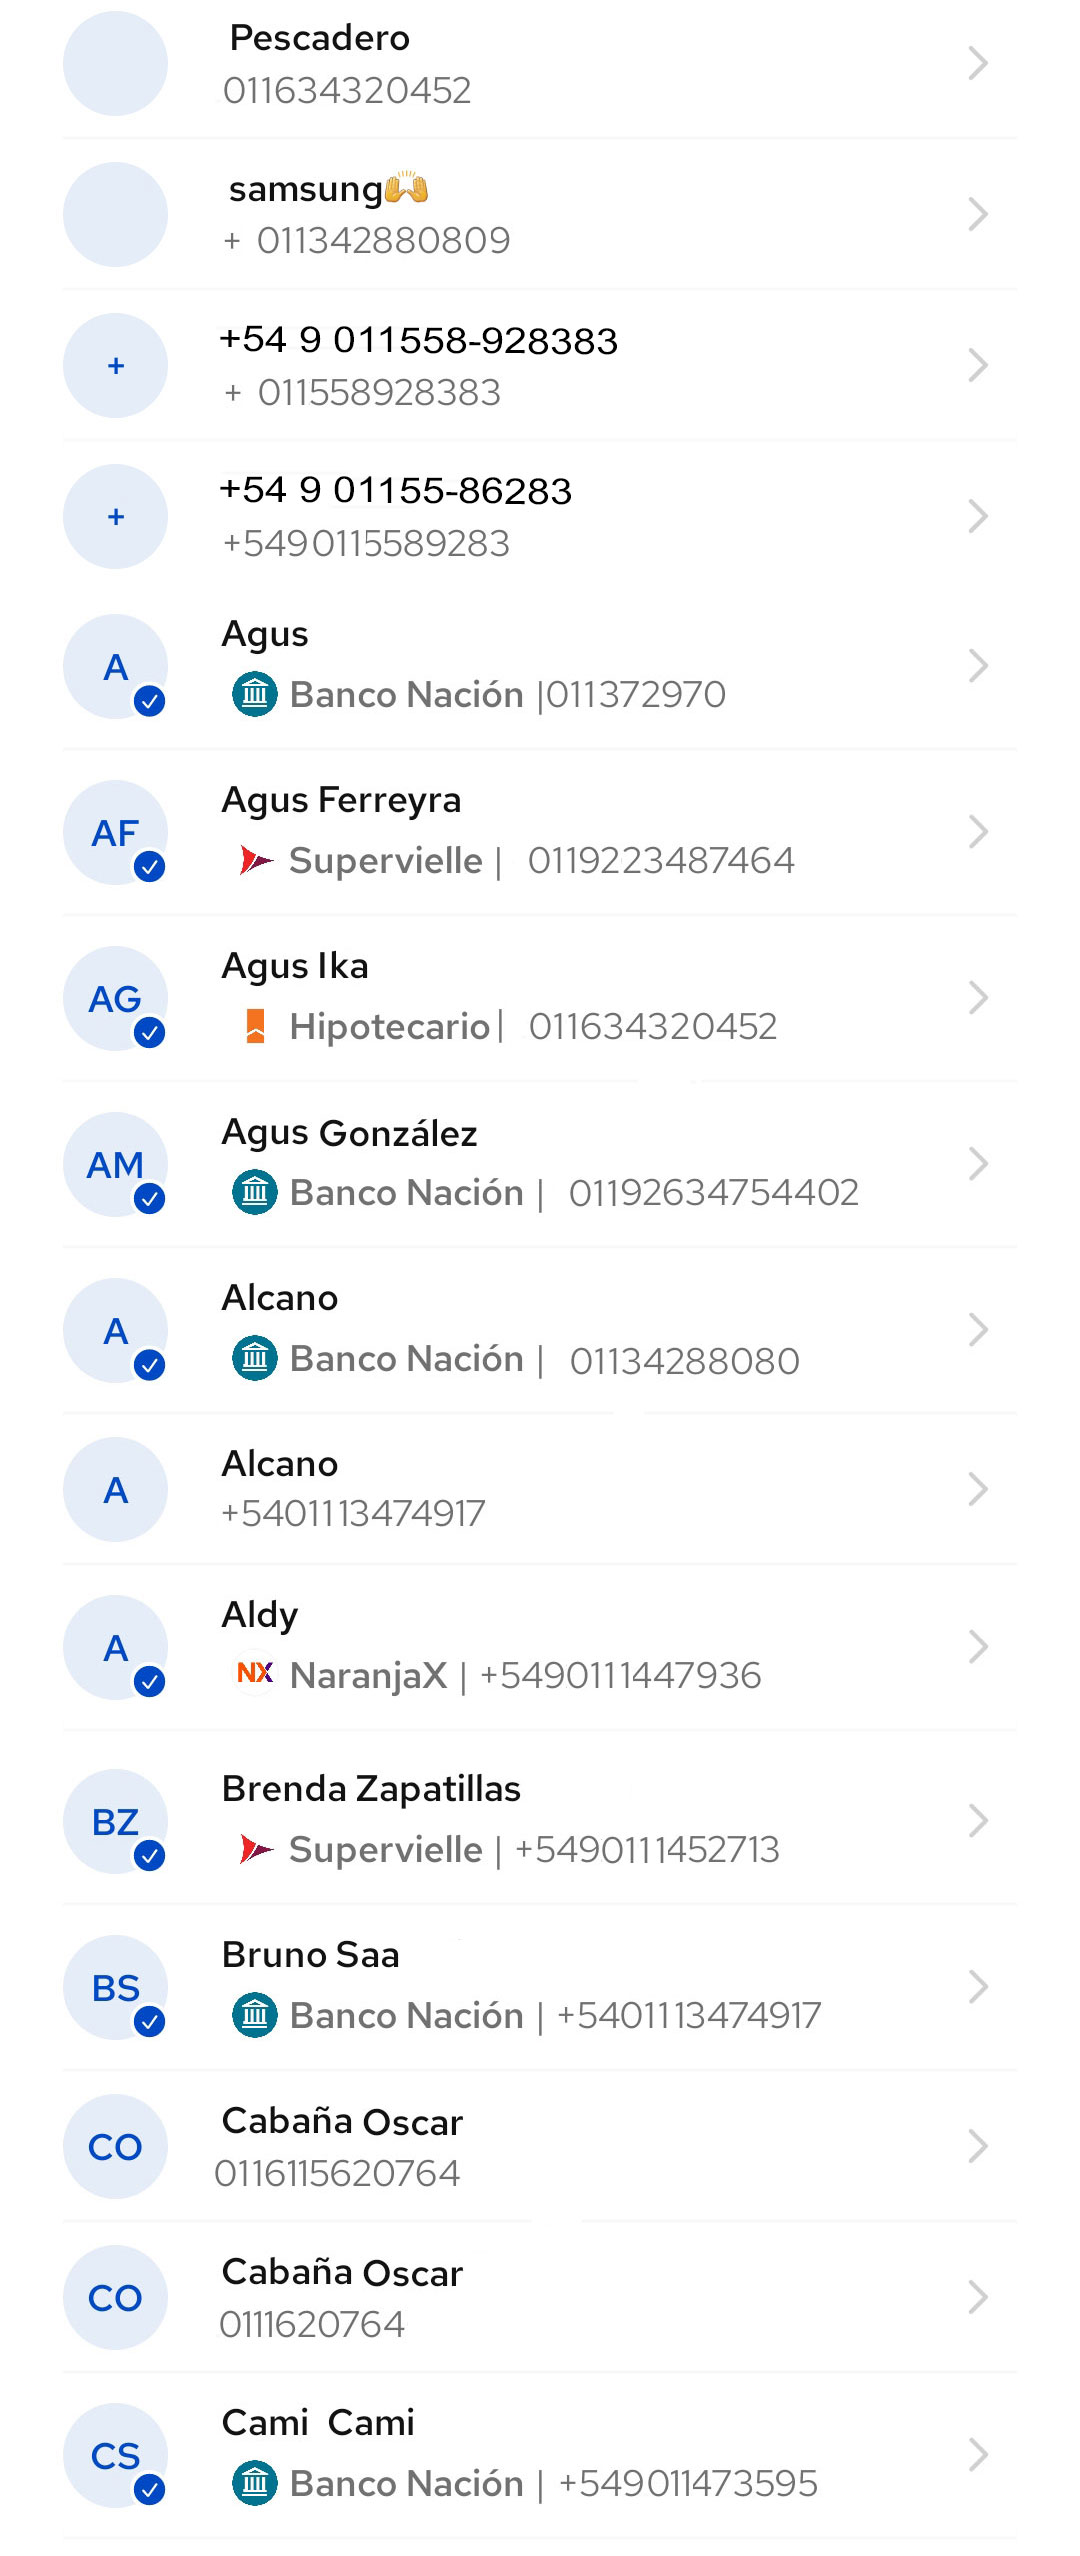 Pescadero
011634320452
samsung🙌
+ 011342880809
+54 9 011558-928383
+ 011558928383
+
+54 9 01155-86283
+5490115589283
+
Agus
A
Banco Nación |011372970
Agus Ferreyra
AF
Supervielle | 0119223487464
Agus Ika
AG
Hipotecario | 011634320452
Agus González
AM
Banco Nación | 01192634754402
Alcano
A
Banco Nación | 01134288080
Alcano
A
+5401113474917
Aldy
A
NX NaranjaX | +5490111447936
Brenda Zapatillas
BZ
Supervielle | +5490111452713
Bruno Saa
BS
Banco Nación | +5401113474917
Cabaña Oscar
CO
0116115620764
Cabaña Oscar
CO
0111620764
Cami Cami
CS
Banco Nación | +549011473595